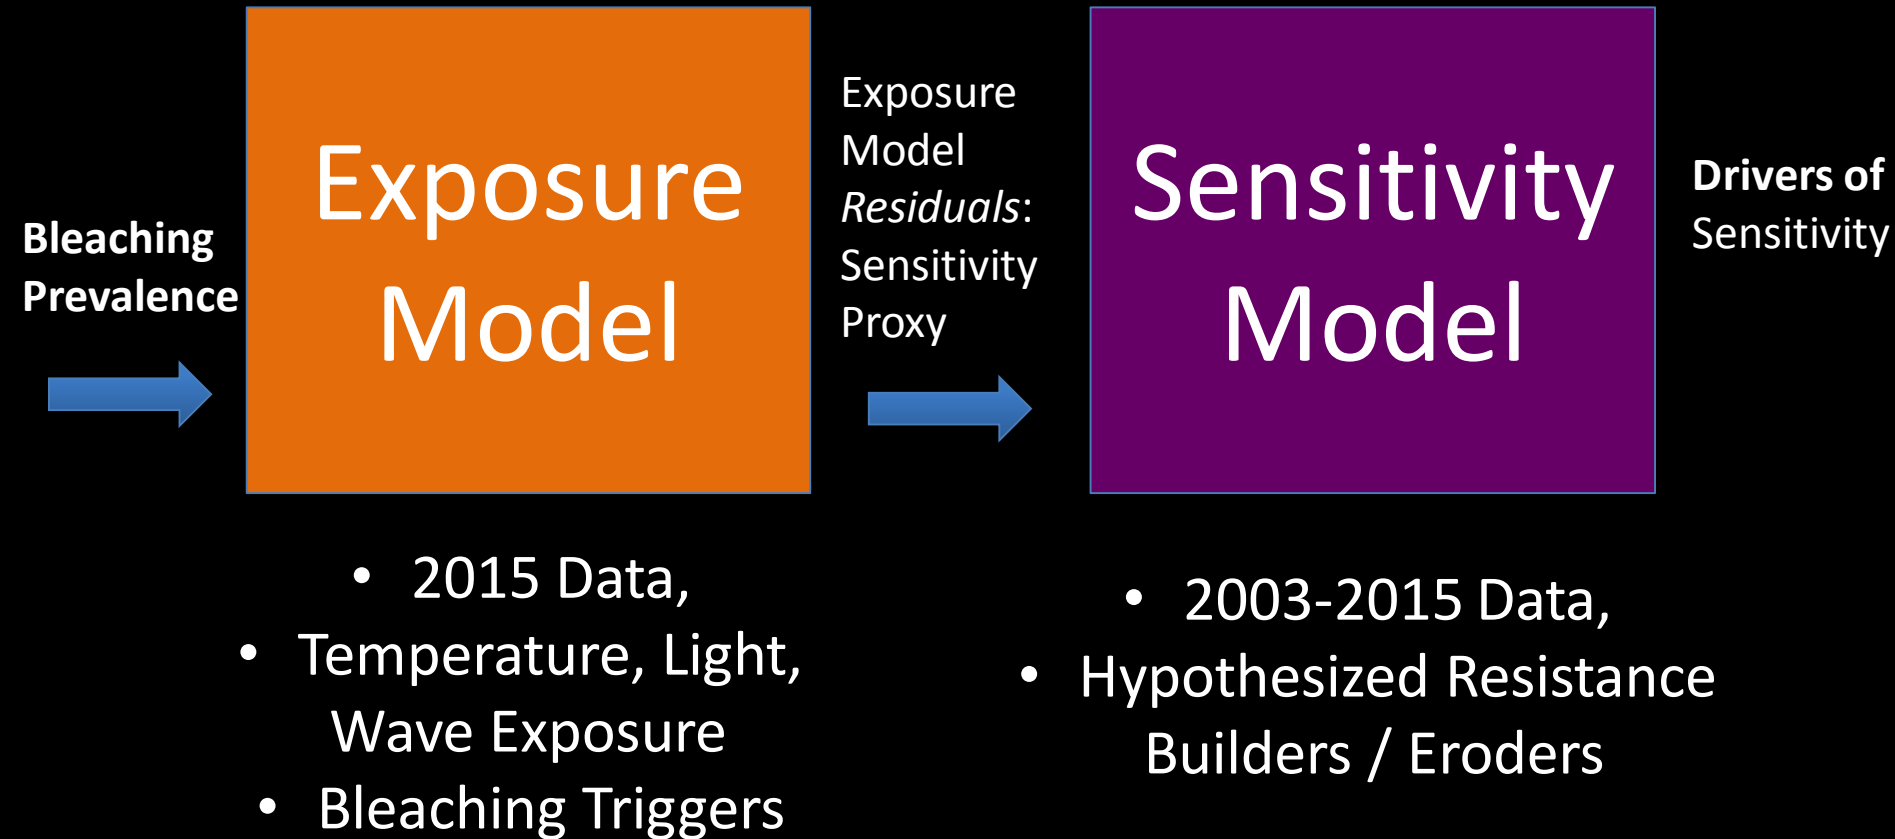 Bleaching
Prevalence
Exposure
Model
Exposure
Model
Residuals:
Sensitivity
Proxy
Sensitivity
Model
Drivers of
Sensitivity
• 2015 Data,
• Temperature, Light,
Wave Exposure
• Bleaching Triggers
• 2003-2015 Data,
• Hypothesized Resistance
Builders / Eroders